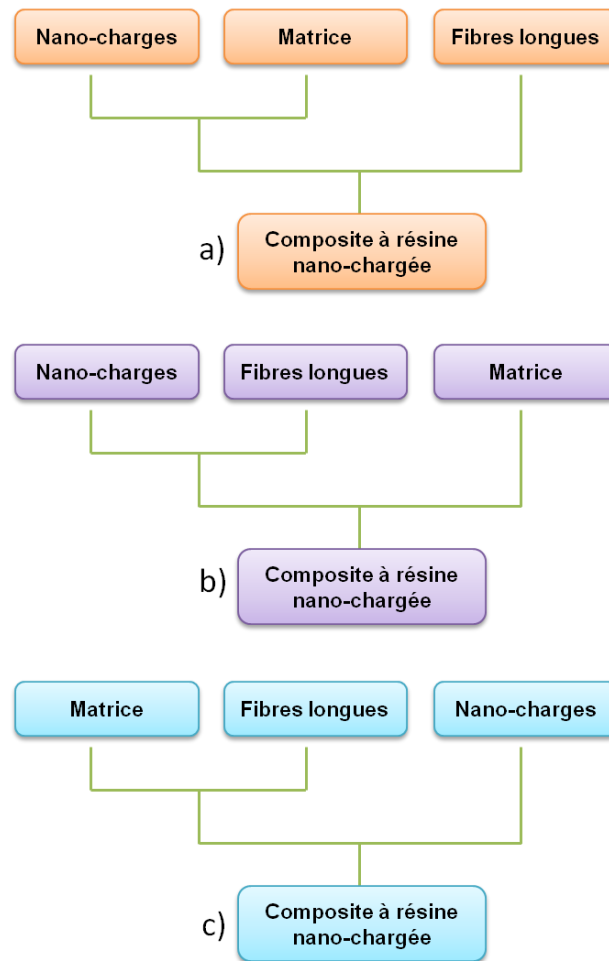 Nano-charges
Matrice
Fibres longues
Composite à résine
nano-chargée
a)
Nano-charges
Fibres longues
Matrice
Composite à résine
nano-chargée
b)
Matrice
Fibres longues
Nano-charges
Composite à résine
nano-chargée
c)